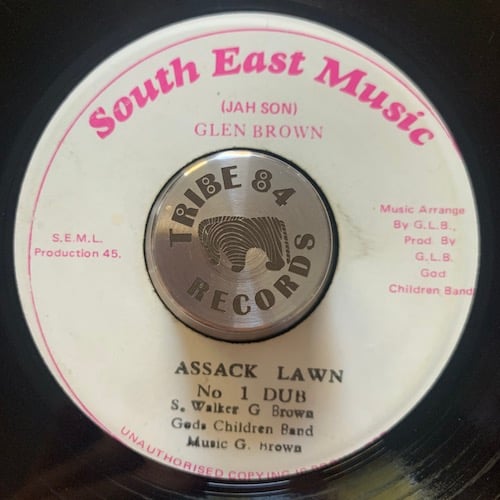 South East Music
(JAH SON)
GLEN BROWN
TRIBE 84
RECORDS
S.E.M.L.
Production 45.
Music Arrange
By G.L.B.,
Prod. By
G.L.B.
God
Children Band
ASSACK LAWN
No 1 DUB
S. Walker G Brown
Gods Children Band
Music G. Brown
UNAUTHORISED COPYING IS